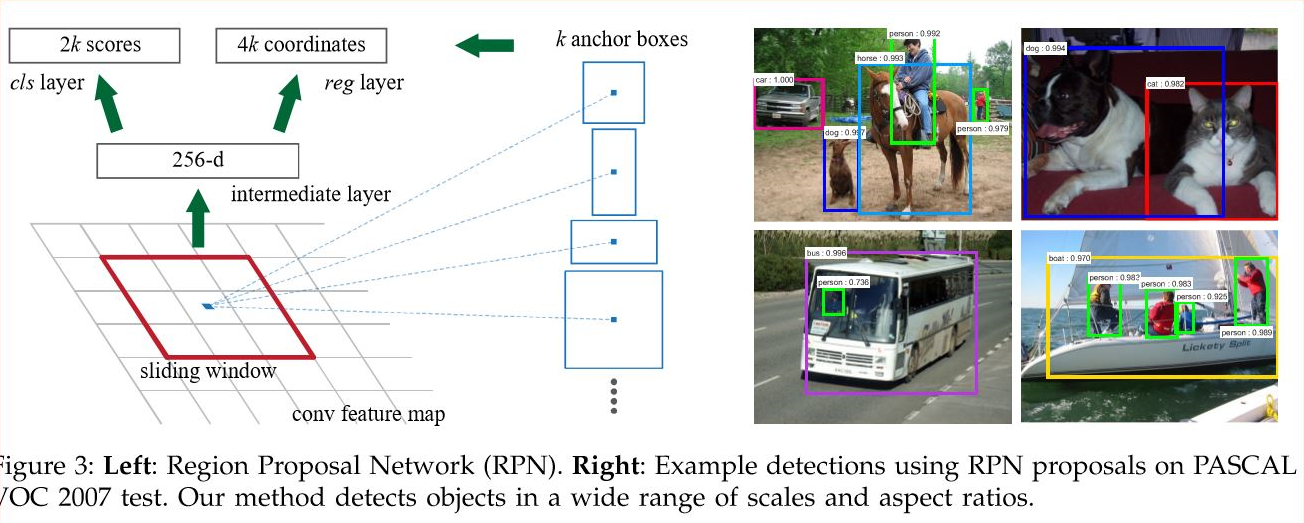 2k scores
4k coordinates
k anchor boxes
cls layer
reg layer
256-d
intermediate layer
sliding window
conv feature map
person : 0.992
horse : 0.993
car : 1.000
dog : 0.997
person : 0.979
dog : 0.994
cat : 0.982
bus : 0.996
person : 0.736
boat : 0.970
person : 0.983
person : 0.983
person : 0.925
person : 0.989
Lickety Split
Figure 3: Left: Region Proposal Network (RPN). Right: Example detections using RPN proposals on PASCAL
VOC 2007 test. Our method detects objects in a wide range of scales and aspect ratios.